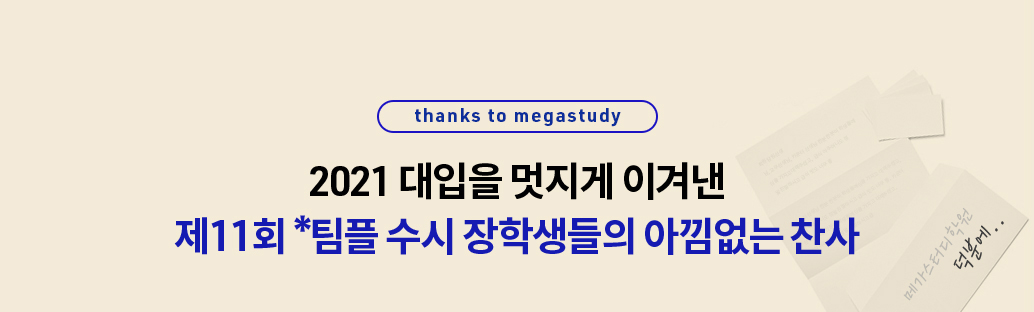 thanks to megastudy
2021 대입을 멋지게 이겨낸
제11회 *팀플 수시 장학생들의 아낌없는 찬사
메가스터디학원
덕분에..